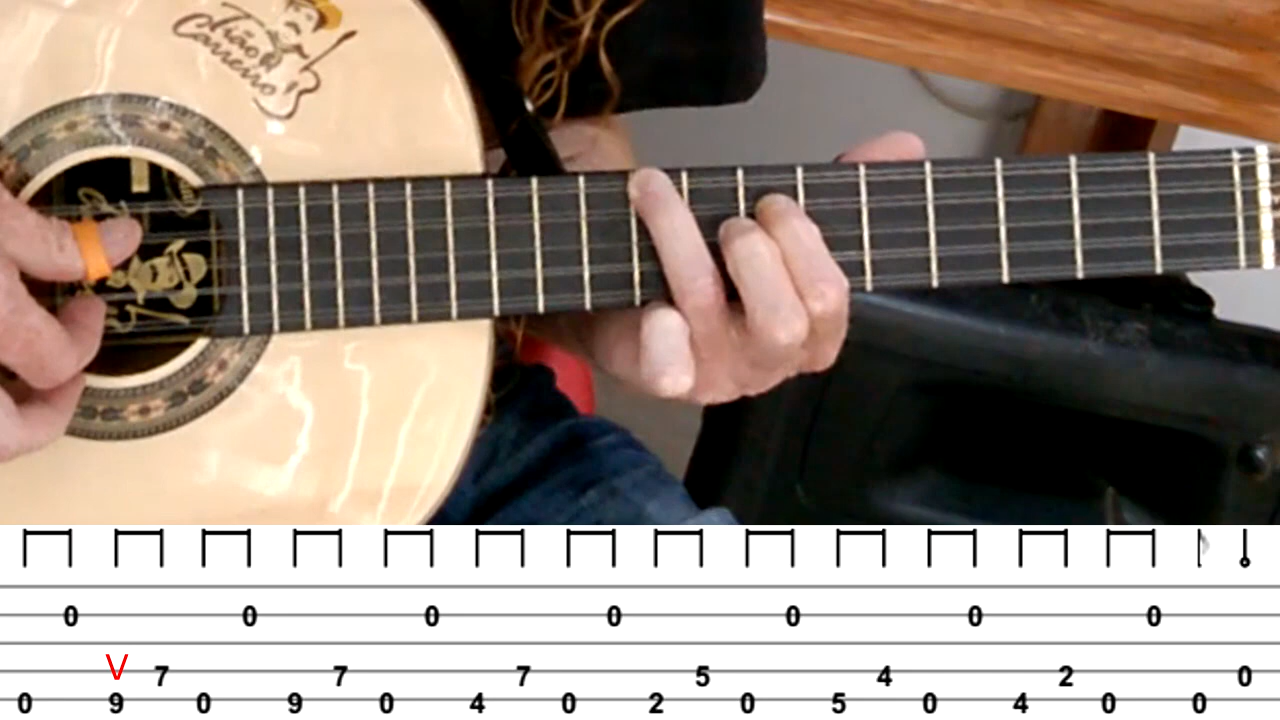 Tião
Carreiro
0 0 0 0 0 0 0
V
7 7 7 5 4 2 0
0 9 0 9 0 4 0 2 0 5 0 4 0 0